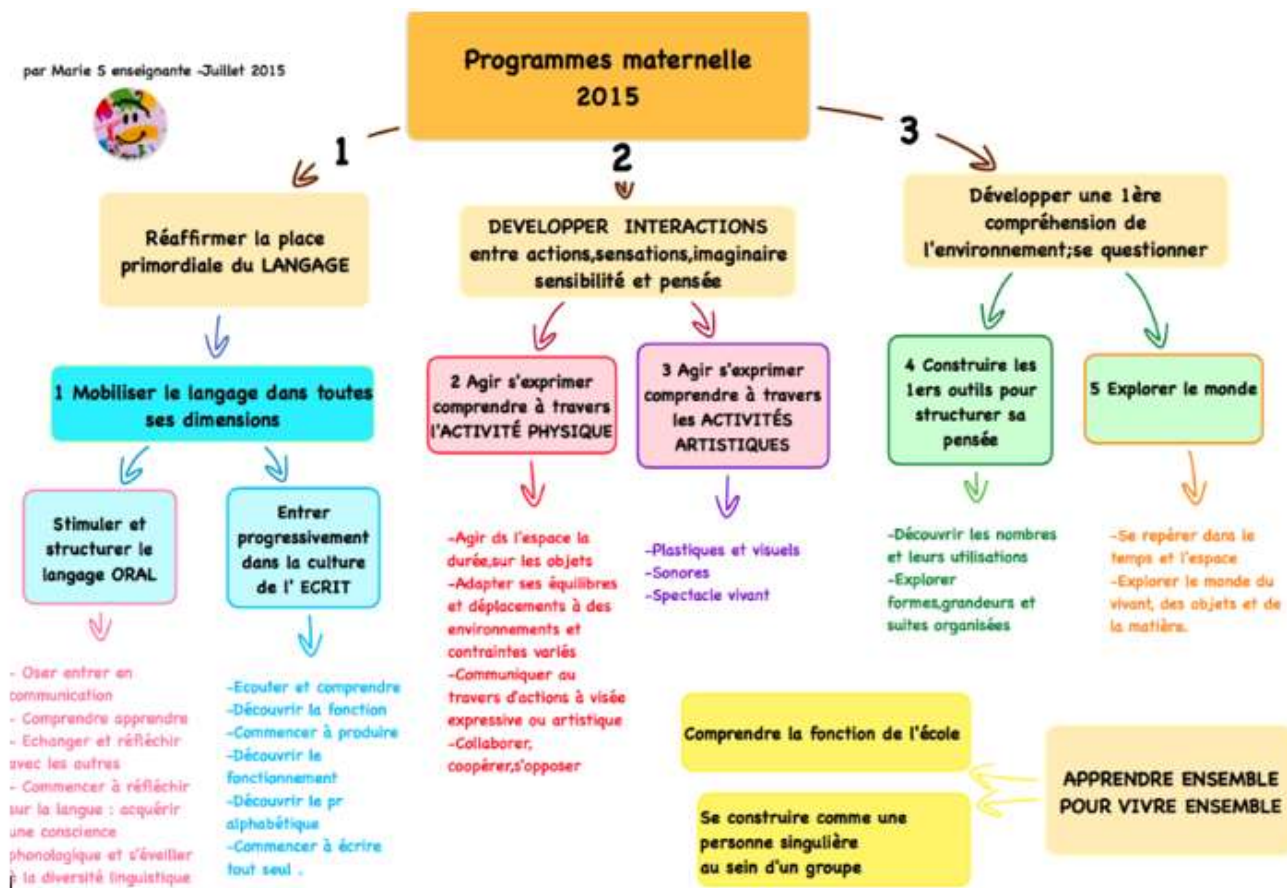 par Marie S enseignante -Juillet 2015
Programmes maternelle
2015
1
2
3
Réaffirmer la place
primordiale du LANGAGE
DEVELOPPER INTERACTIONS
entre actions,sensations,imaginaire
sensibilité et pensée
Développer une 1ère
compréhension de
l'environnement;se questionner
1 Mobiliser le langage dans toutes
ses dimensions
2 Agir s'exprimer
comprendre à travers
l'ACTIVITÉ PHYSIQUE
3 Agir s'exprimer
comprendre à travers
les ACTIVITÉS
ARTISTIQUES
4 Construire les
1ers outils pour
structurer sa
pensée
5 Explorer le monde
Stimuler et
structurer le
langage ORAL
Entrer
progressivement
dans la culture
de l' ECRIT
- Oser entrer en
communication
- Comprendre apprendre
- Echanger et réfléchir
avec les autres
- Commencer à réfléchir
sur la langue : acquérir
une conscience
phonologique et s'éveiller
à la diversité linguistique
-Ecouter et comprendre
-Découvrir la fonction
-Commencer à produire
-Découvrir le
fonctionnement
-Découvrir le pr
alphabétique
-Commencer à écrire
tout seul .
-Agir ds l'espace la
durée,sur les objets
-Adapter ses équilibres
et déplacements à des
environnements et
contraintes variés
-Communiquer au
travers d'actions à visée
expressive ou artistique
-Collaborer,
coopérer,s'opposer
-Plastiques et visuels
-Sonores
-Spectacle vivant
-Découvrir les nombres
et leurs utilisations
-Explorer
formes,grandeurs et
suites organisées
-Se repérer dans le
temps et l'espace
-Explorer le monde du
vivant, des objets et de
la matière.
Comprendre la fonction de l'école
Se construire comme une
personne singulière
au sein d'un groupe
APPRENDRE ENSEMBLE
POUR VIVRE ENSEMBLE